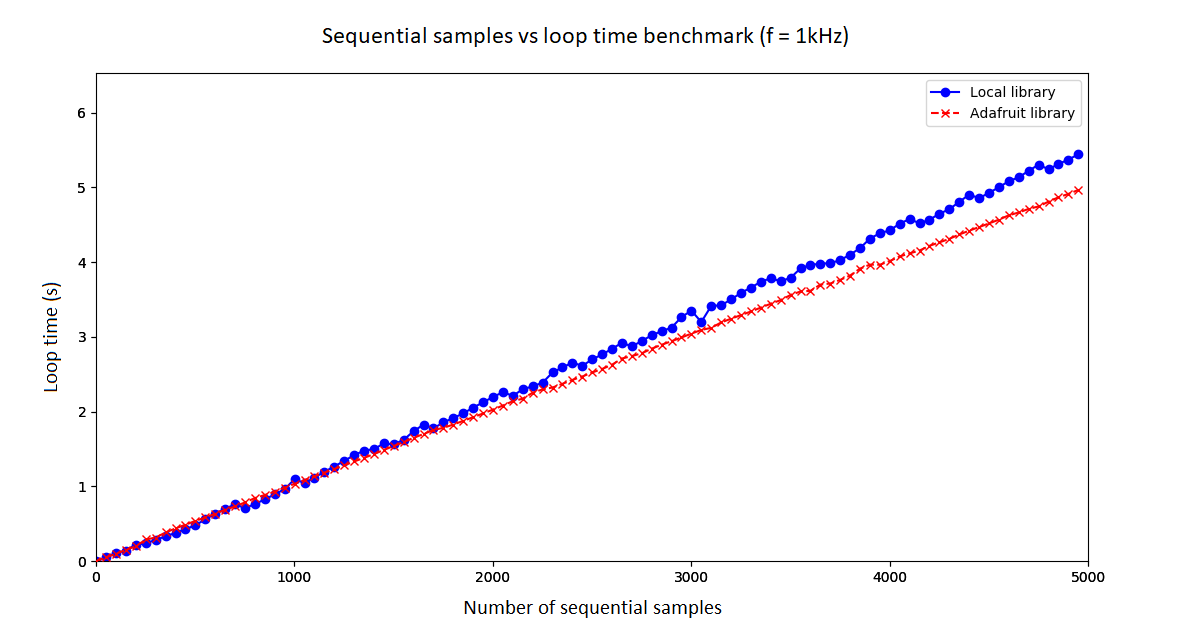 Sequential samples vs loop time benchmark (f = 1kHz)
Local library
Adafruit library
6
5
4
3
2
1
0
Loop time (s)
0 1000 2000 3000 4000 5000
Number of sequential samples